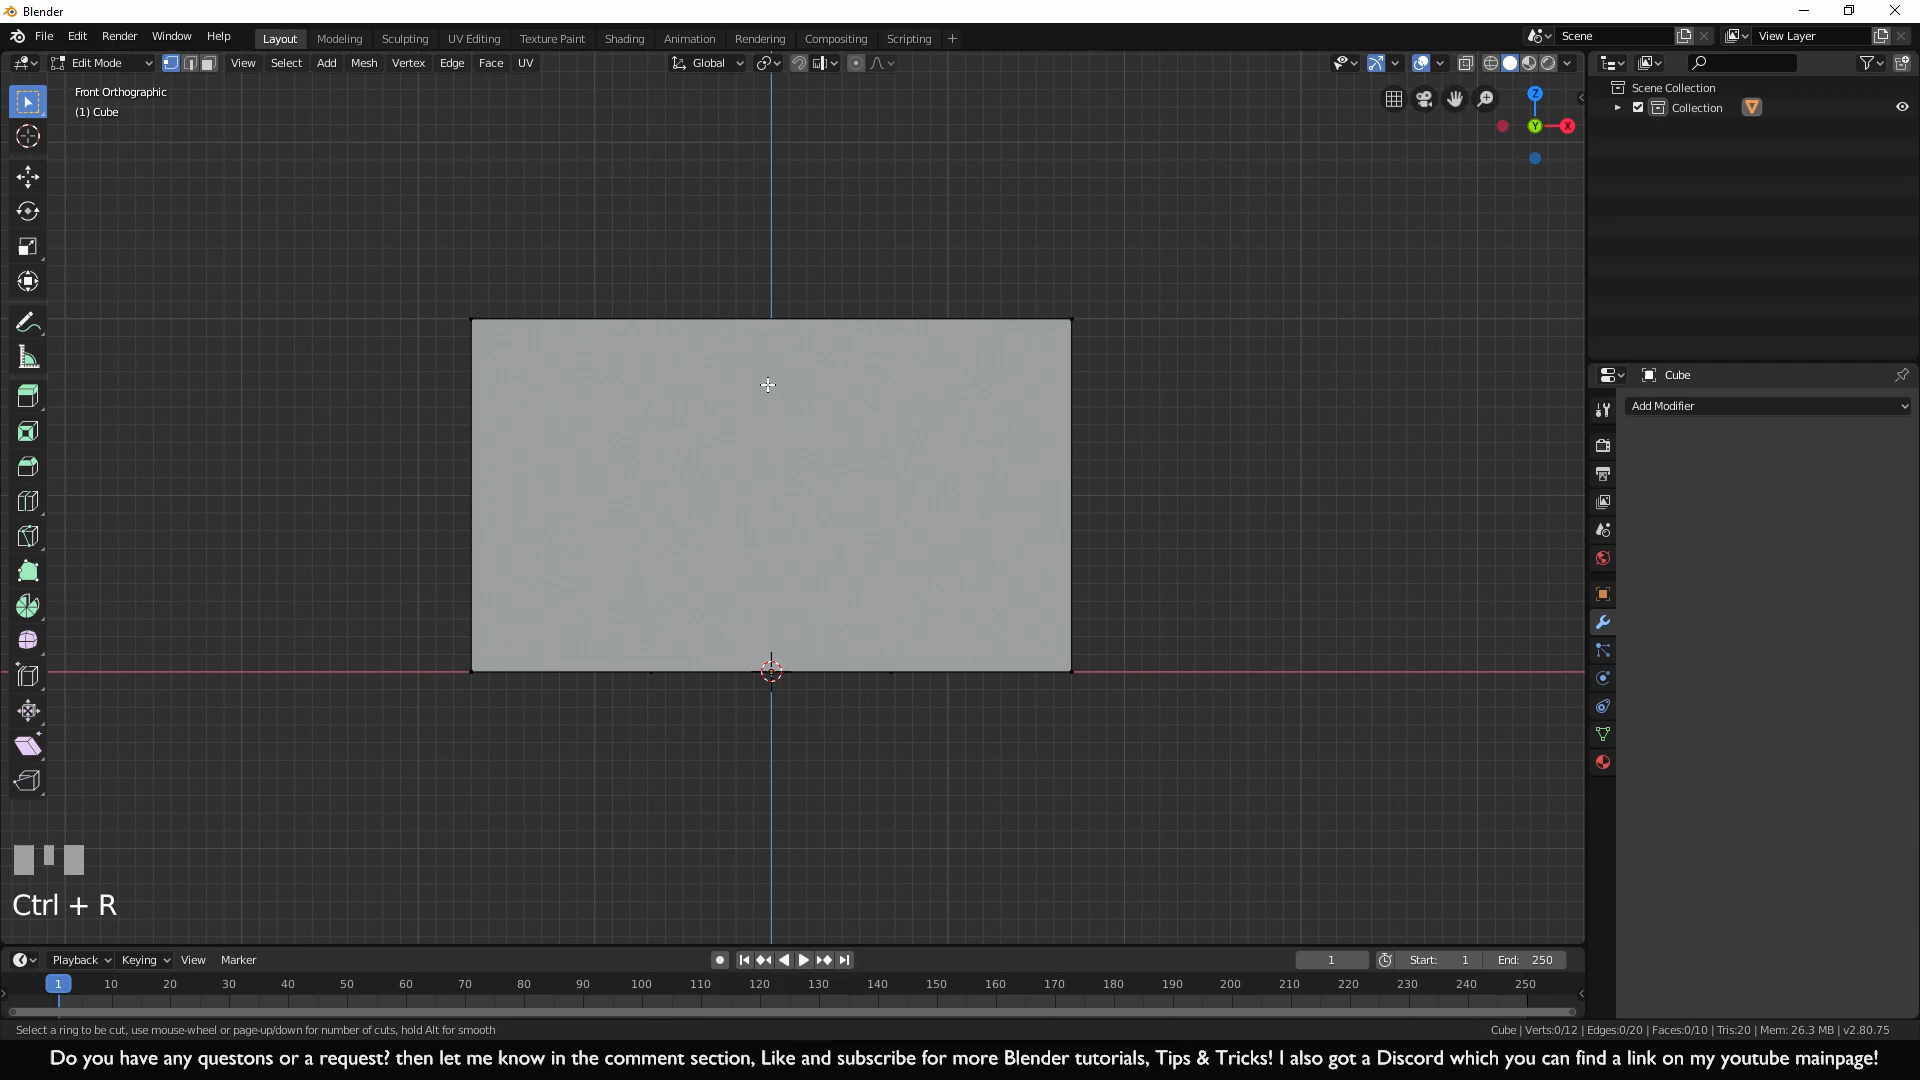 Blender
File Edit Render Window Help Layout Modeling Sculpting UV Editing Texture Paint Shading Animation Rendering Compositing Scripting + Scene View Layer
Edit Mode View Select Add Mesh Vertex Edge Face UV Global
Front Orthographic
(1) Cube
Z
Y
X
Scene Collection
Collection
Cube
Add Modifier
Ctrl + R
Playback Keying View Marker 1 Start: 1 End: 250
1 10 20 30 40 50 60 70 80 90 100 110 120 130 140 150 160 170 180 190 200 210 220 230 240 250
Select a ring to be cut, use mouse-wheel or page-up/down for number of cuts, hold Alt for smooth
Cube | Verts:0/12 | Edges:0/20 | Faces:0/10 | Tris:20 | Mem: 26.3 MB | v2.80.75
Do you have any questons or a request? then let me know in the comment section, Like and subscribe for more Blender tutorials, Tips & Tricks! I also got a Discord which you can find a link on my youtube mainpage!